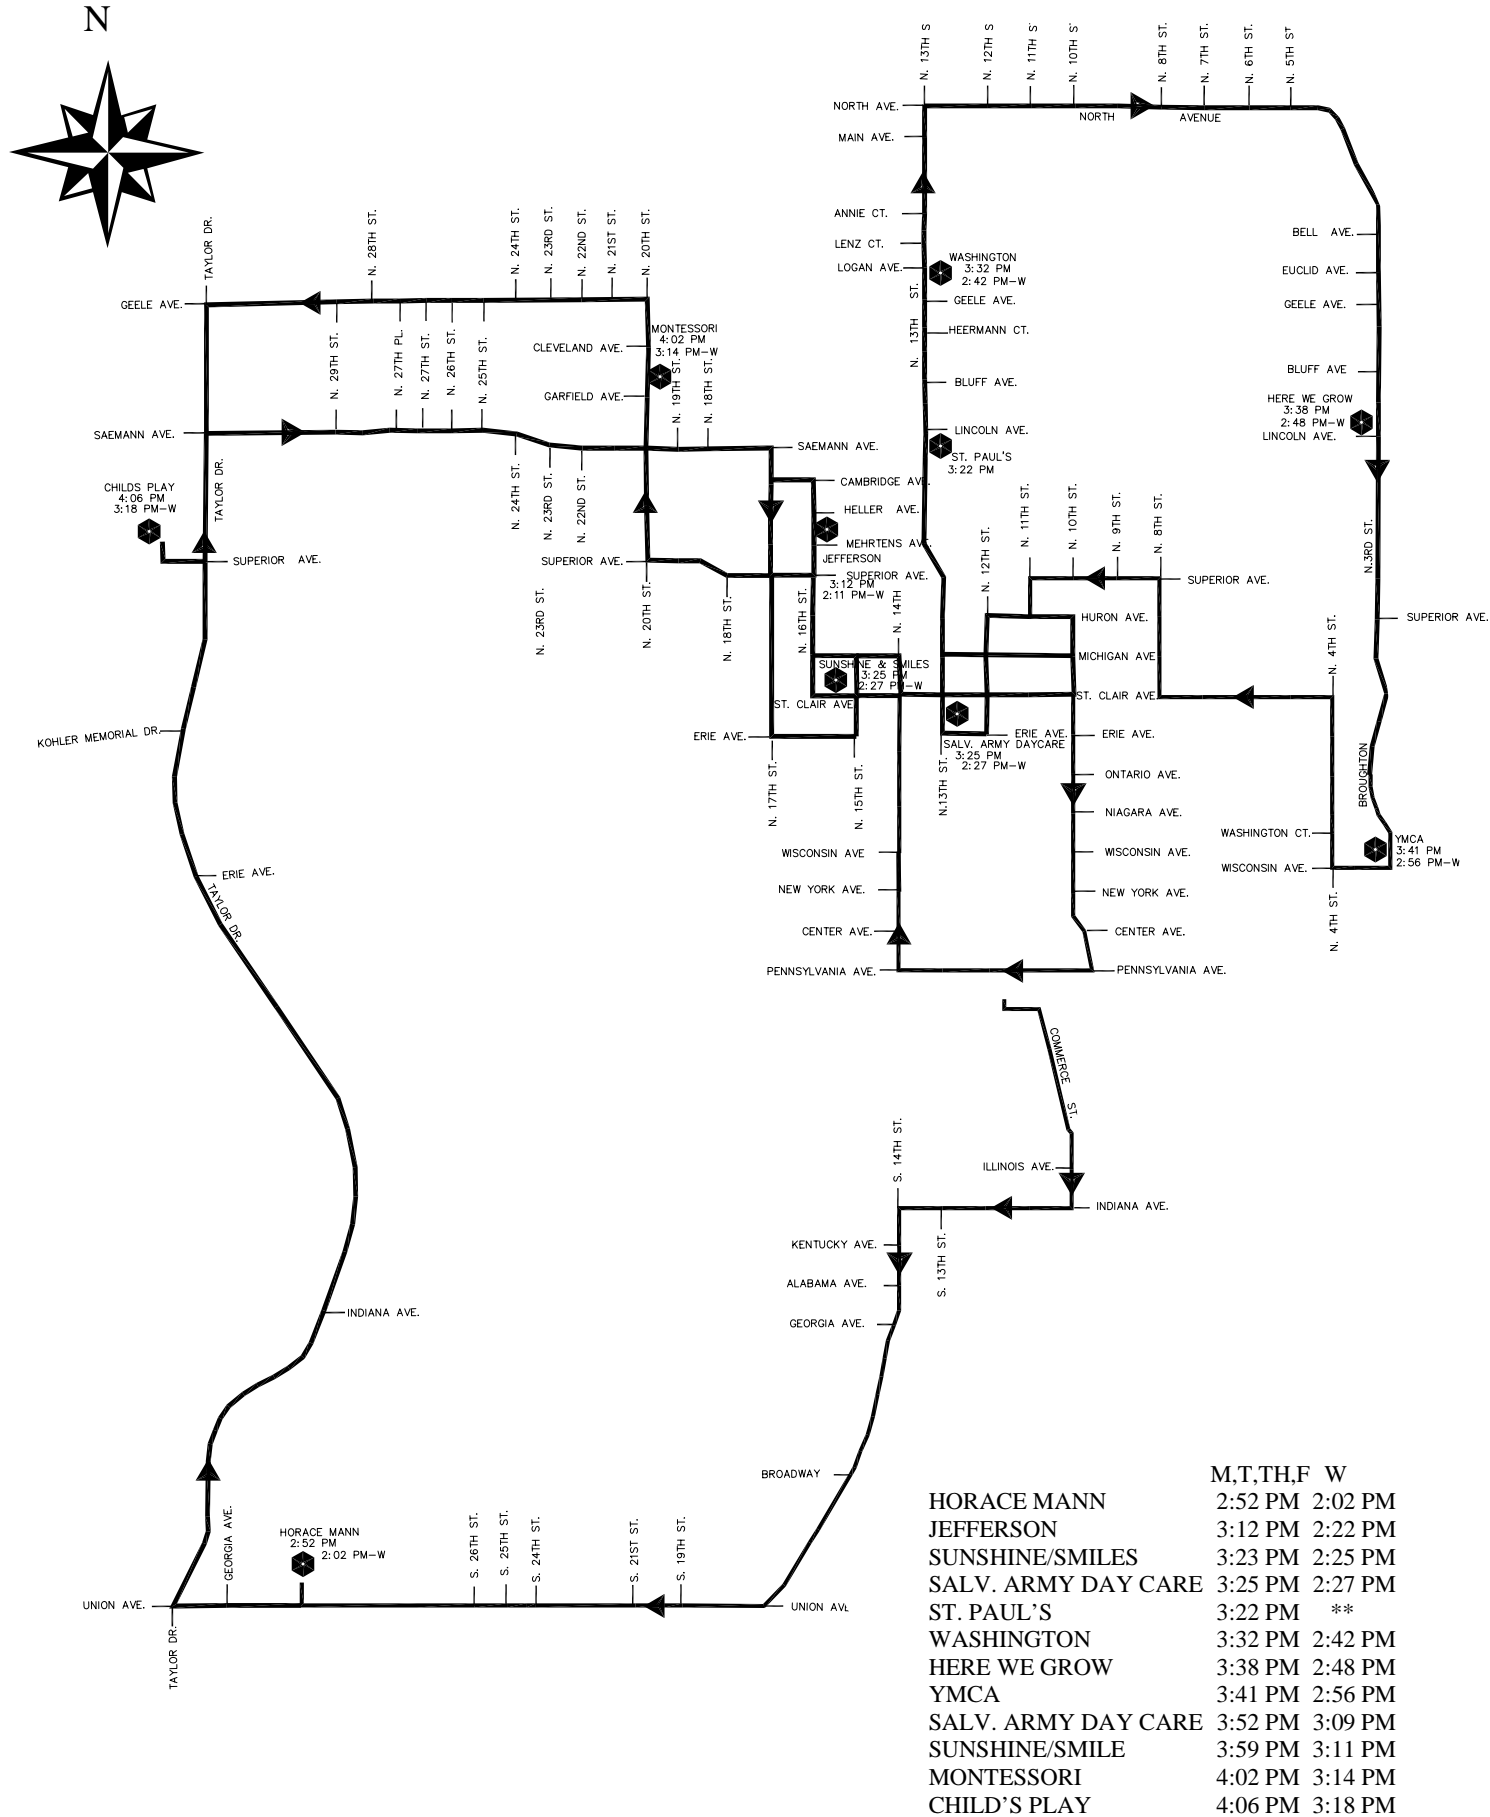 N
N. 13TH S
N. 12TH S
N. 11TH S
N. 10TH S
N. 8TH ST.
N. 7TH ST.
N. 6TH ST.
N. 5TH ST
NORTH AVE.
NORTH AVENUE
MAIN AVE.
ANNIE CT.
LENZ CT.
LOGAN AVE.
WASHINGTON
3:32 PM
2:42 PM-W
N. 13TH ST.
GEELE AVE.
HEERMANN CT.
BLUFF AVE.
LINCOLN AVE.
ST. PAUL'S
3:22 PM
BELL AVE.
EUCLID AVE.
GEELE AVE.
BLUFF AVE
HERE WE GROW
3:38 PM
2:48 PM-W
LINCOLN AVE.
N.3RD ST.
SUPERIOR AVE.
BROUGHTON
TAYLOR DR.
N. 28TH ST.
N. 24TH ST.
N. 23RD ST.
N. 22ND ST.
N. 21ST ST.
N. 20TH ST.
GEELE AVE.
N. 29TH ST.
N. 27TH PL.
N. 27TH ST.
N. 26TH ST.
N. 25TH ST.
CLEVELAND AVE.
MONTESSORI
4:02 PM
3:14 PM-W
GARFIELD AVE.
N. 19TH ST.
N. 18TH ST.
SAEMANN AVE.
SAEMANN AVE.
TAYLOR DR.
N. 24TH ST.
N. 23RD ST.
N. 22ND ST.
CHILDS PLAY
4:06 PM
3:18 PM-W
SUPERIOR AVE.
SUPERIOR AVE.
N. 23RD ST.
N. 20TH ST.
N. 18TH ST.
CAMBRIDGE AVE
HELLER AVE.
MEHRTENS AVE.
JEFFERSON
SUPERIOR AVE.
3:12 PM
2:11 PM-W
N. 16TH ST.
N. 14TH
N. 12TH ST.
N. 11TH ST.
N. 10TH ST.
N. 9TH ST.
N. 8TH ST.
SUPERIOR AVE.
HURON AVE.
MICHIGAN AVE
ST. CLAIR AVE
SUNSHINE & SMILES
3:25 PM
2:27 PM-W
ST. CLAIR AVE
ERIE AVE.
N. 17TH ST.
N. 15TH ST.
N.13TH ST.
ERIE AVE.
SALV. ARMY DAYCARE
3:25 PM
2:27 PM-W
ERIE AVE.
ONTARIO AVE.
NIAGARA AVE.
WISCONSIN AVE.
NEW YORK AVE.
CENTER AVE.
PENNSYLVANIA AVE.
WISCONSIN AVE
NEW YORK AVE.
CENTER AVE.
PENNSYLVANIA AVE.
N. 4TH ST.
WASHINGTON CT.
WISCONSIN AVE.
N. 4TH ST.
YMCA
3:41 PM
2:56 PM-W
KOHLER MEMORIAL DR.
ERIE AVE.
TAYLOR DR.
COMMERCE ST.
ILLINOIS AVE.
INDIANA AVE.
S. 14TH ST.
S. 13TH ST.
KENTUCKY AVE.
ALABAMA AVE.
GEORGIA AVE.
BROADWAY
INDIANA AVE.
GEORGIA AVE.
HORACE MANN
2:52 PM
2:02 PM-W
S. 26TH ST.
S. 25TH ST.
S. 24TH ST.
S. 21ST ST.
S. 19TH ST.
UNION AVE.
UNION AVE
TAYLOR DR.
M,T,TH,F W
HORACE MANN 2:52 PM 2:02 PM
JEFFERSON 3:12 PM 2:22 PM
SUNSHINE/SMILES 3:23 PM 2:25 PM
SALV. ARMY DAY CARE 3:25 PM 2:27 PM
ST. PAUL'S 3:22 PM **
WASHINGTON 3:32 PM 2:42 PM
HERE WE GROW 3:38 PM 2:48 PM
YMCA 3:41 PM 2:56 PM
SALV. ARMY DAY CARE 3:52 PM 3:09 PM
SUNSHINE/SMILE 3:59 PM 3:11 PM
MONTESSORI 4:02 PM 3:14 PM
CHILD'S PLAY 4:06 PM 3:18 PM